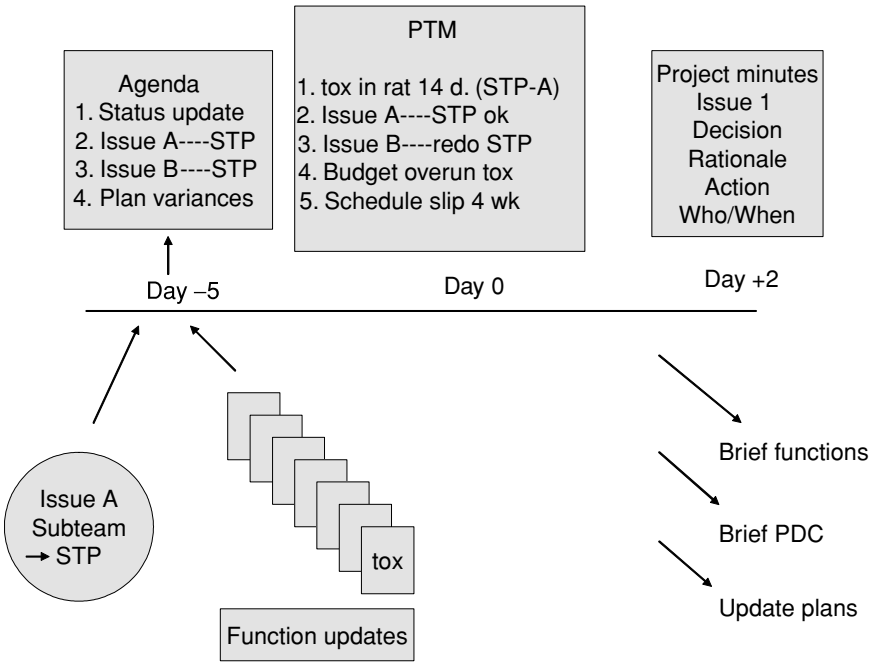 Agenda
1. Status update
2. Issue A----STP
3. Issue B----STP
4. Plan variances
PTM
1. tox in rat 14 d. (STP-A)
2. Issue A----STP ok
3. Issue B----redo STP
4. Budget overun tox
5. Schedule slip 4 wk
Project minutes
Issue 1
Decision
Rationale
Action
Who/When
Day –5
Day 0
Day +2
Issue A
Subteam
→ STP
tox
Function updates
Brief functions
Brief PDC
Update plans